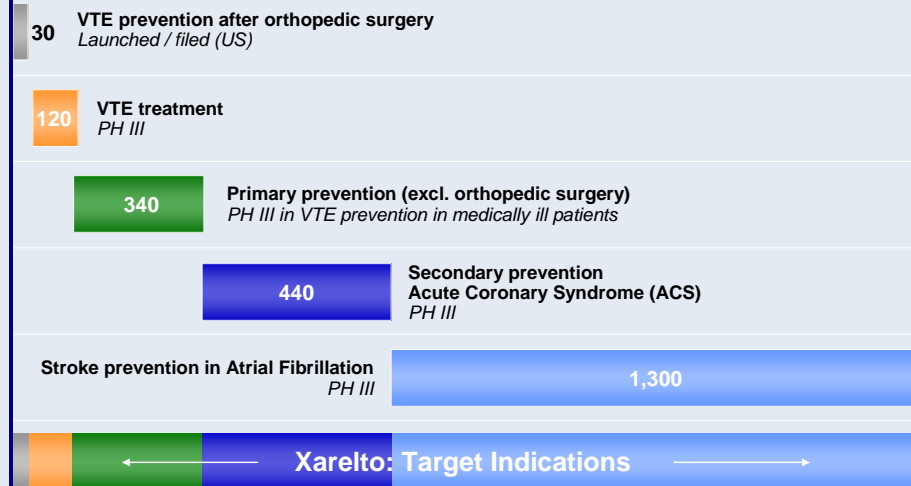 30
VTE prevention after orthopedic surgery
Launched / filed (US)
120
VTE treatment
PH III
340
Primary prevention (excl. orthopedic surgery)
PH III in VTE prevention in medically ill patients
440
Secondary prevention
Acute Coronary Syndrome (ACS)
PH III
Stroke prevention in Atrial Fibrillation
PH III
1,300
Xarelto: Target Indications